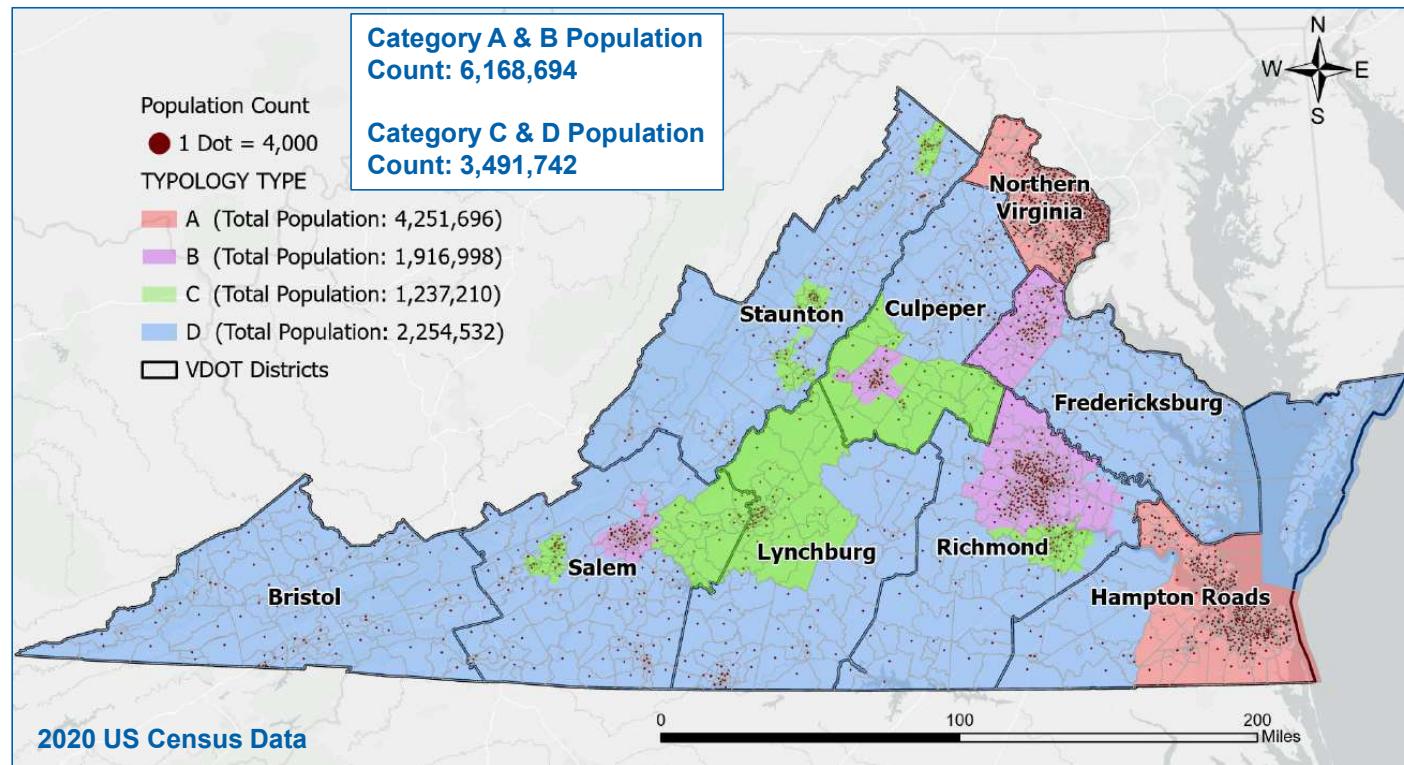 Category A & B Population
Count: 6,168,694
Category C & D Population
Count: 3,491,742
N
W
E
S
Population Count
1 Dot = 4,000
TYPOLOGY TYPE
A (Total Population: 4,251,696)
B (Total Population: 1,916,998)
C (Total Population: 1,237,210)
D (Total Population: 2,254,532)
VDOT Districts
Northern
Virginia
Staunton
Culpeper
Fredericksburg
Lynchburg
Richmond
Salem
Bristol
Hampton Roads
0
100
200
Miles
2020 US Census Data